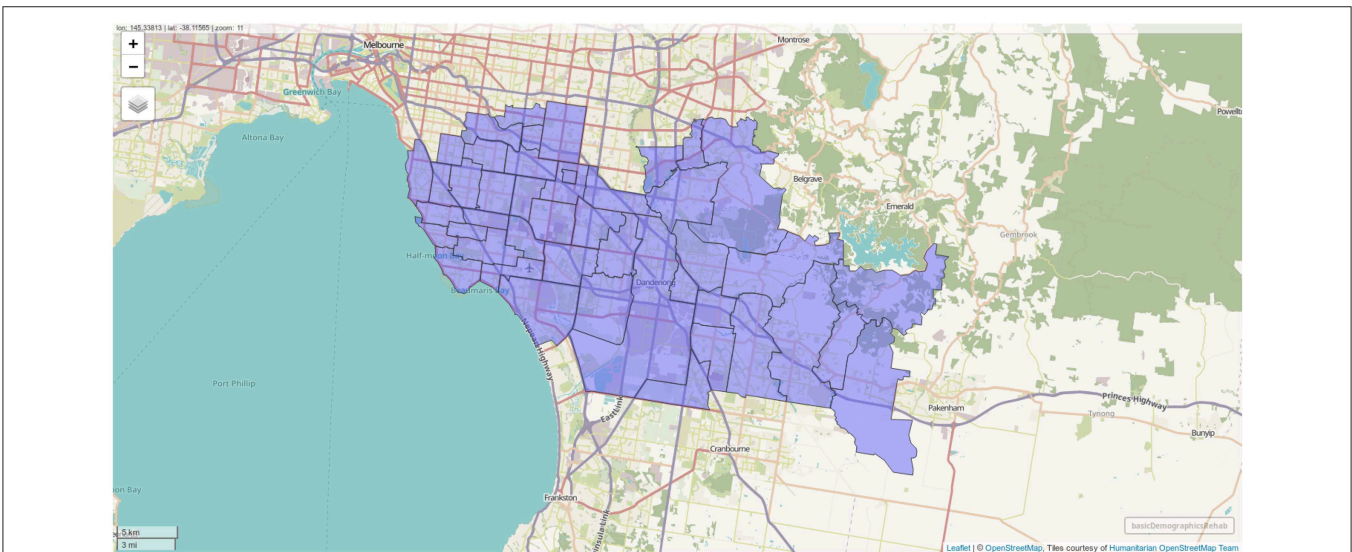 lon: 145.33813 | lat: -38.11565 | zoom: 11
+
−
Melbourne
Montrose
Greenwich Bay
Altona Bay
Belgrave
Emerald
Gembrook
Half-moon Bay
Dandenong
Beaumaris Bay
Nepean Highway
Port Phillip
Princes Highway
Pakenham
Tynong
EastLink
Bunyip
Cranbourne
Frankston
on Bay
basicDemographicsRehab
5 km
3 mi
Leaflet | © OpenStreetMap, Tiles courtesy of Humanitarian OpenStreetMap Team